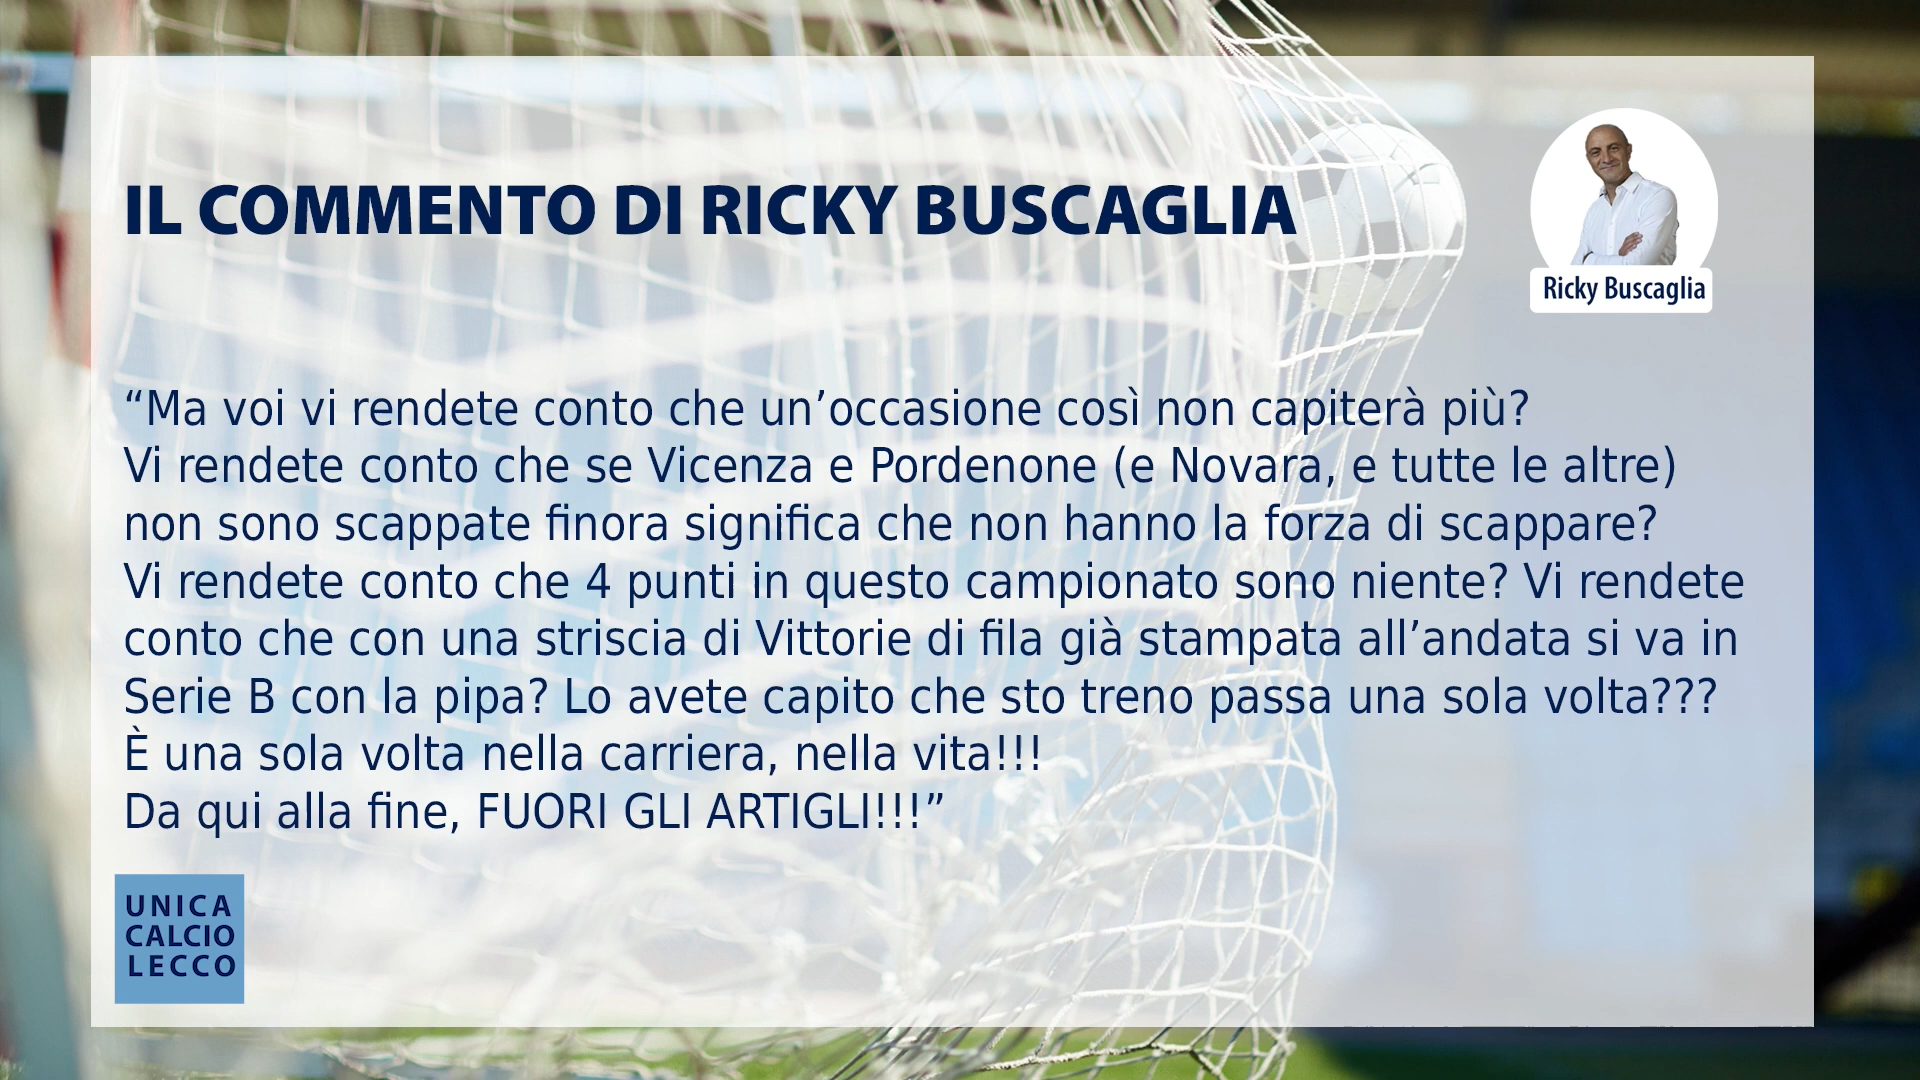 IL COMMENTO DI RICKY BUSCAGLIA
Ricky Buscaglia
“Ma voi vi rendete conto che un’occasione così non capiterà più?
Vi rendete conto che se Vicenza e Pordenone (e Novara, e tutte le altre)
non sono scappate finora significa che non hanno la forza di scappare?
Vi rendete conto che 4 punti in questo campionato sono niente? Vi rendete
conto che con una striscia di Vittorie di fila già stampata all’andata si va in
Serie B con la pipa? Lo avete capito che sto treno passa una sola volta???
È una sola volta nella carriera, nella vita!!!
Da qui alla fine, FUORI GLI ARTIGLI!!!”
UNICA
CALCIO
LECCO